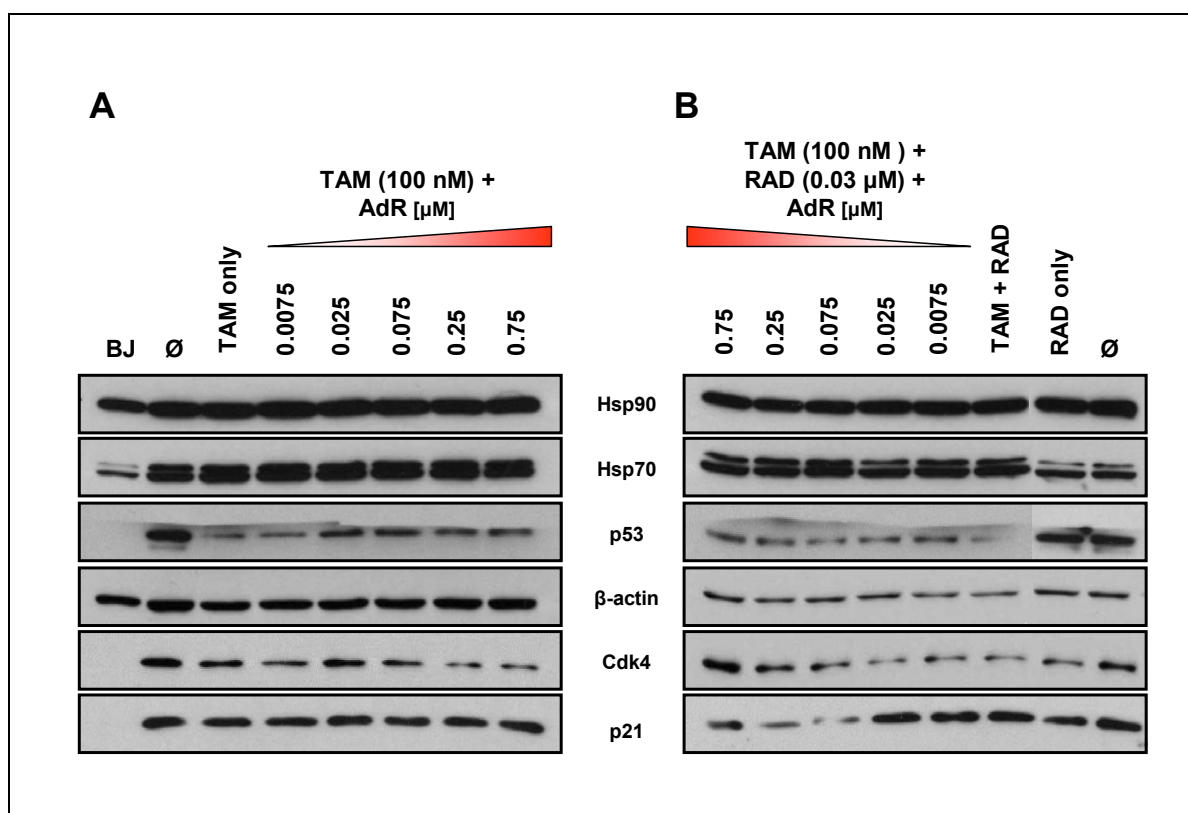 A
B
TAM (100 nM) +
AdR [µM]
TAM (100 nM ) +
RAD (0.03 µM) +
AdR [µM]
BJ
Ø
TAM only
0.0075
0.025
0.075
0.25
0.75
0.75
0.25
0.075
0.025
0.0075
TAM + RAD
RAD only
Ø
Hsp90
Hsp70
p53
β-actin
Cdk4
p21